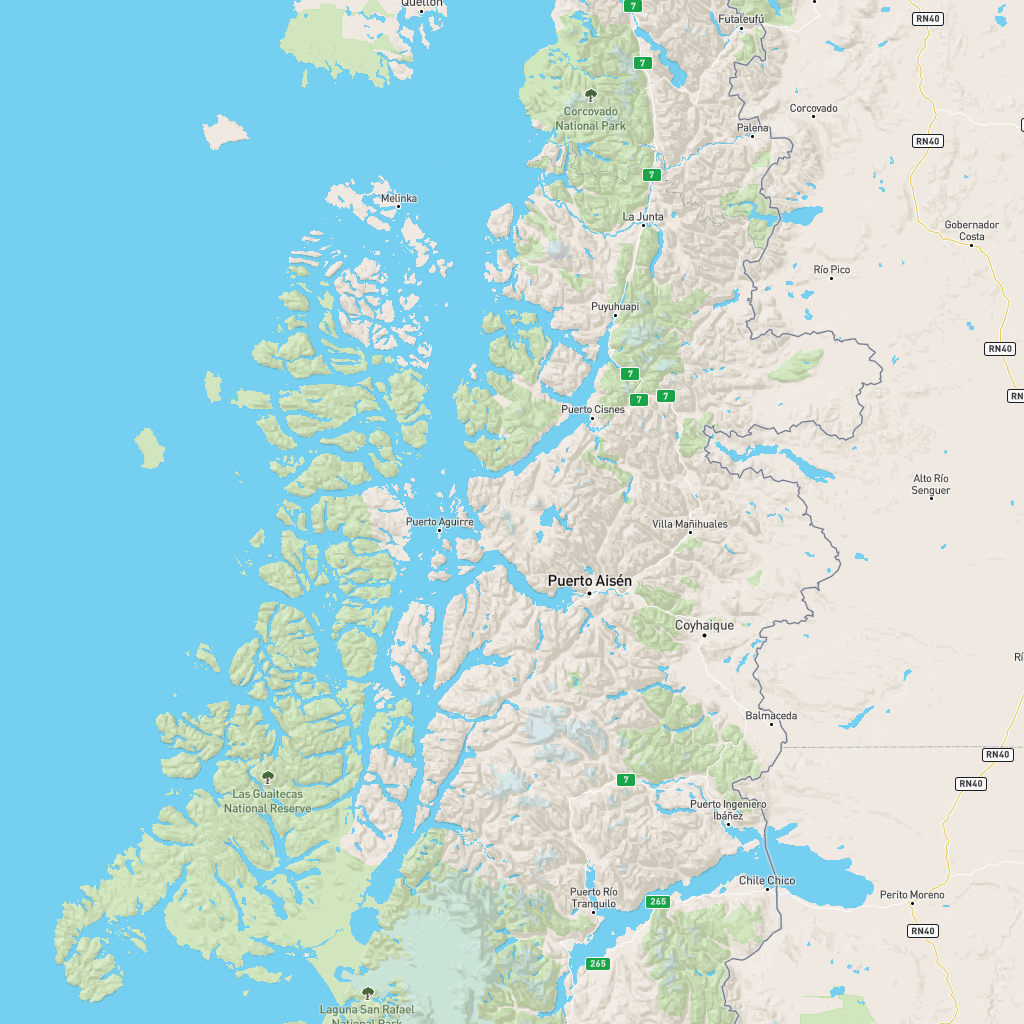 Quellón
7
Futaleufú
RN40
7
Corcovado
National Park
Corcovado
Palena
RN40
7
Melinka
La Junta
Gobernador
Costa
Río Pico
Puyuhuapi
RN40
7
7
7
RN
Puerto Cisnes
Alto Río
Senguer
Puerto Aguirre
Villa Mañihuales
Puerto Aisén
Coyhaique
Rí
Balmaceda
RN40
Las Guaitecas
National Reserve
7
RN40
Puerto Ingeniero
Ibáñez
Chile Chico
Puerto Río
Tranquilo
265
Perito Moreno
RN40
265
Laguna San Rafael
National Park